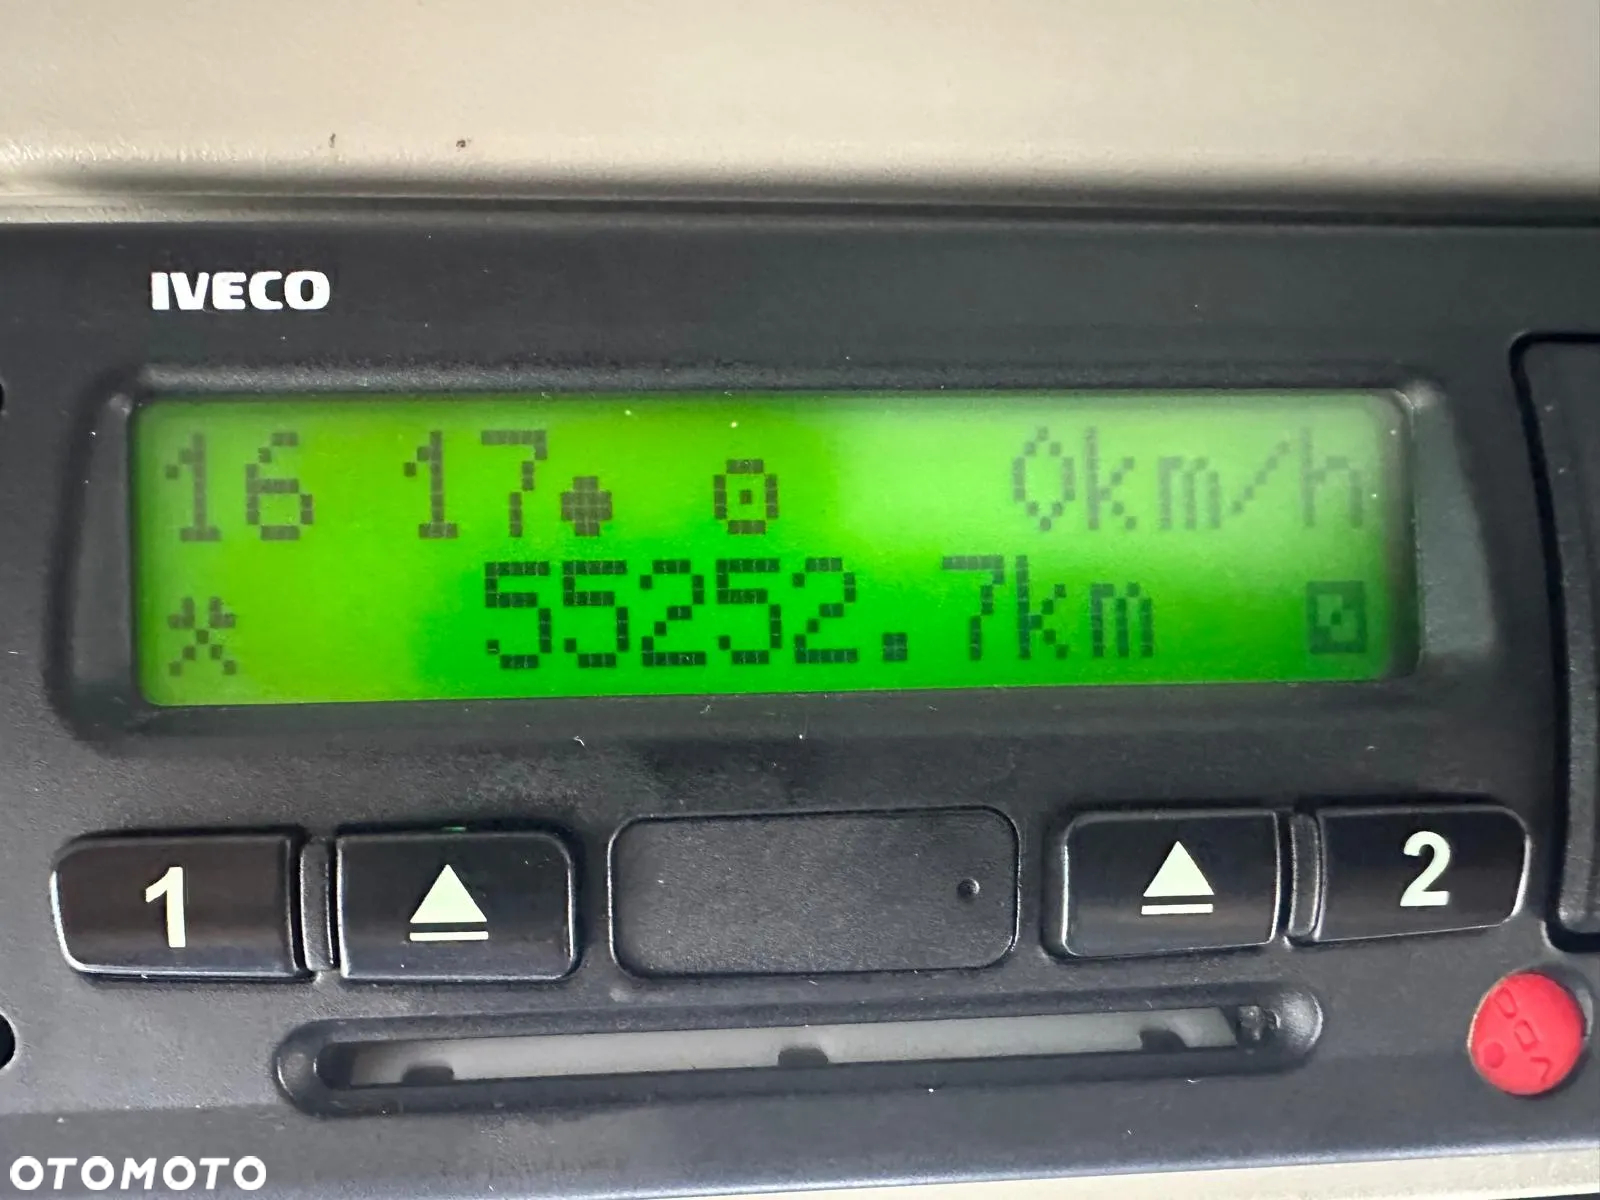 IVECO
16 17 0km/h
55252.7km
1 2
OTOMOTO